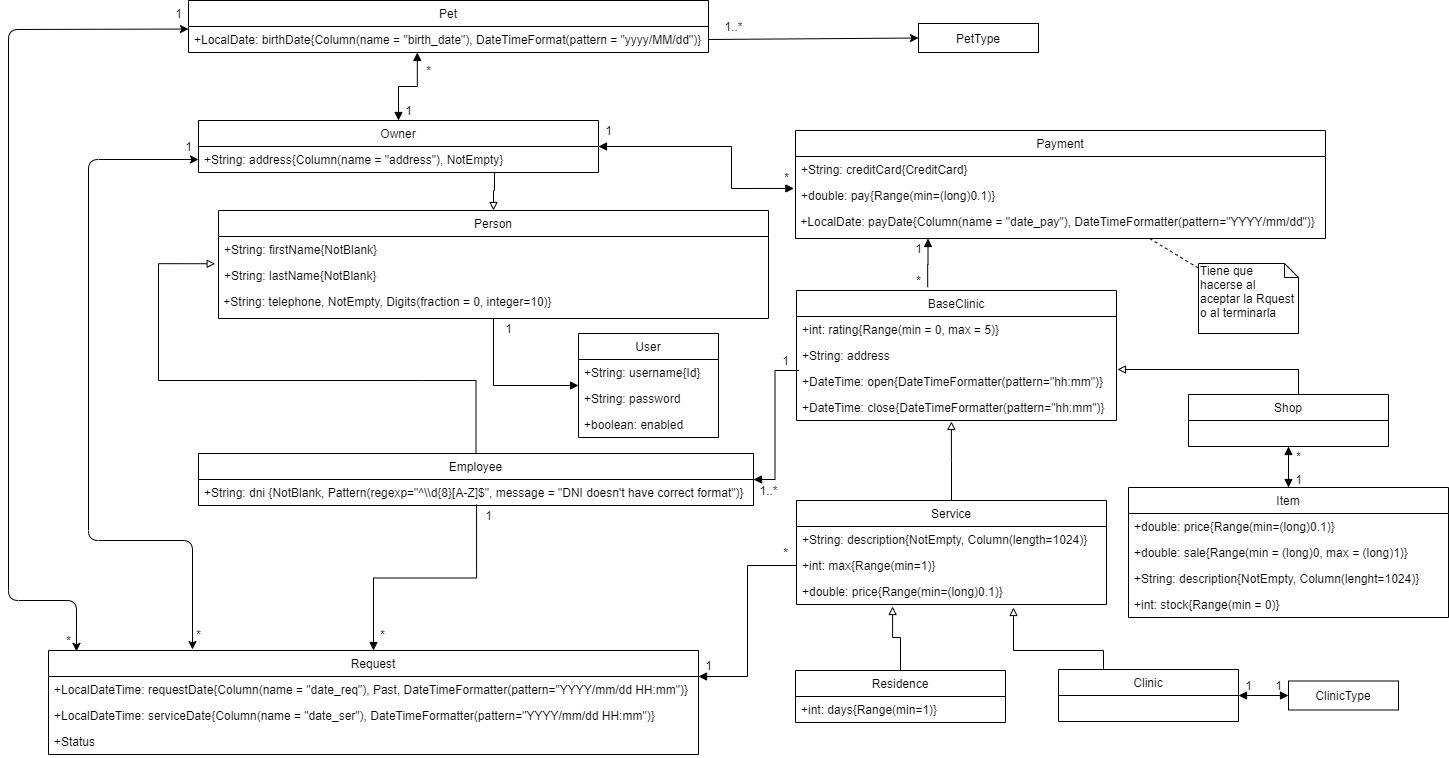 1
Pet
+LocalDate: birthDate{Column(name = "birth_date"), DateTimeFormat(pattern = "yyyy/MM/dd")}
1..*
PetType
*
1
Owner
+String: address{Column(name = "address"), NotEmpty}
1
1
*
Payment
+String: creditCard{CreditCard}
+double: pay{Range(min=(long)0.1)}
+LocalDate: payDate{Column(name = "date_pay"), DateTimeFormatter(pattern="YYYY/mm/dd")}
Person
+String: firstName{NotBlank}
+String: lastName{NotBlank}
+String: telephone, NotEmpty, Digits(fraction = 0, integer=10)}
1
1
*
Tiene que
hacerse al
aceptar la Rquest
o al terminarla
BaseClinic
+int: rating{Range(min = 0, max = 5)}
+String: address
+DateTime: open{DateTimeFormatter(pattern="hh:mm")}
+DateTime: close{DateTimeFormatter(pattern="hh:mm")}
User
+String: username{Id}
+String: password
+boolean: enabled
1
1..*
Shop
*
1
Employee
+String: dni {NotBlank, Pattern(regexp="^\\d{8}[A-Z]$", message = "DNI doesn't have correct format")}
1
Item
+double: price{Range(min=(long)0.1)}
+double: sale{Range(min = (long)0, max = (long)1)}
+String: description{NotEmpty, Column(lenght=1024)}
+int: stock{Range(min = 0)}
Service
+String: description{NotEmpty, Column(length=1024)}
+int: max{Range(min=1)}
+double: price{Range(min=(long)0.1)}
*
1
*
*
*
Request
+LocalDateTime: requestDate{Column(name = "date_req"), Past, DateTimeFormatter(pattern="YYYY/mm/dd HH:mm")}
+LocalDateTime: serviceDate{Column(name = "date_ser"), DateTimeFormatter(pattern="YYYY/mm/dd HH:mm")}
+Status
Residence
+int: days{Range(min=1)}
Clinic
1
1
ClinicType